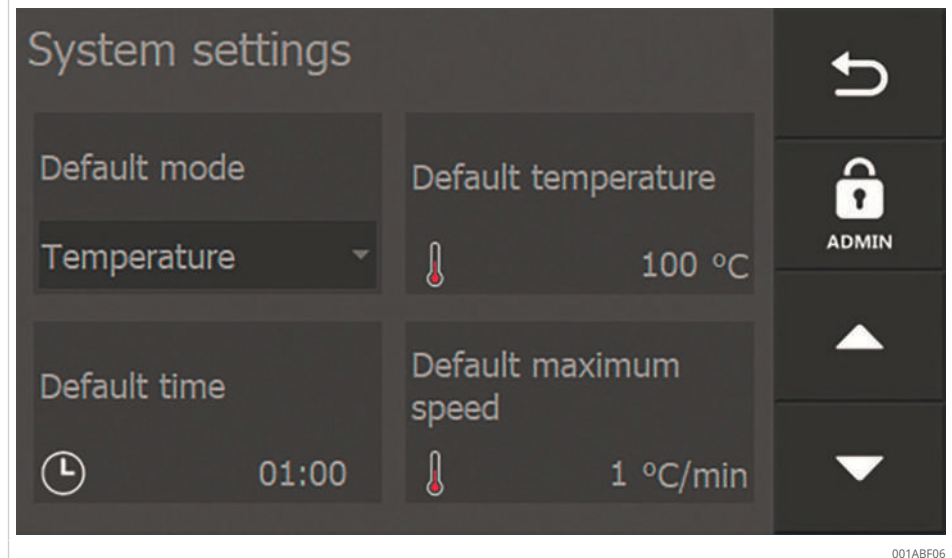 System settings
Default mode
Temperature
Default temperature
100 °C
ADMIN
Default time
01:00
Default maximum
speed
1 °C/min
001ABF06